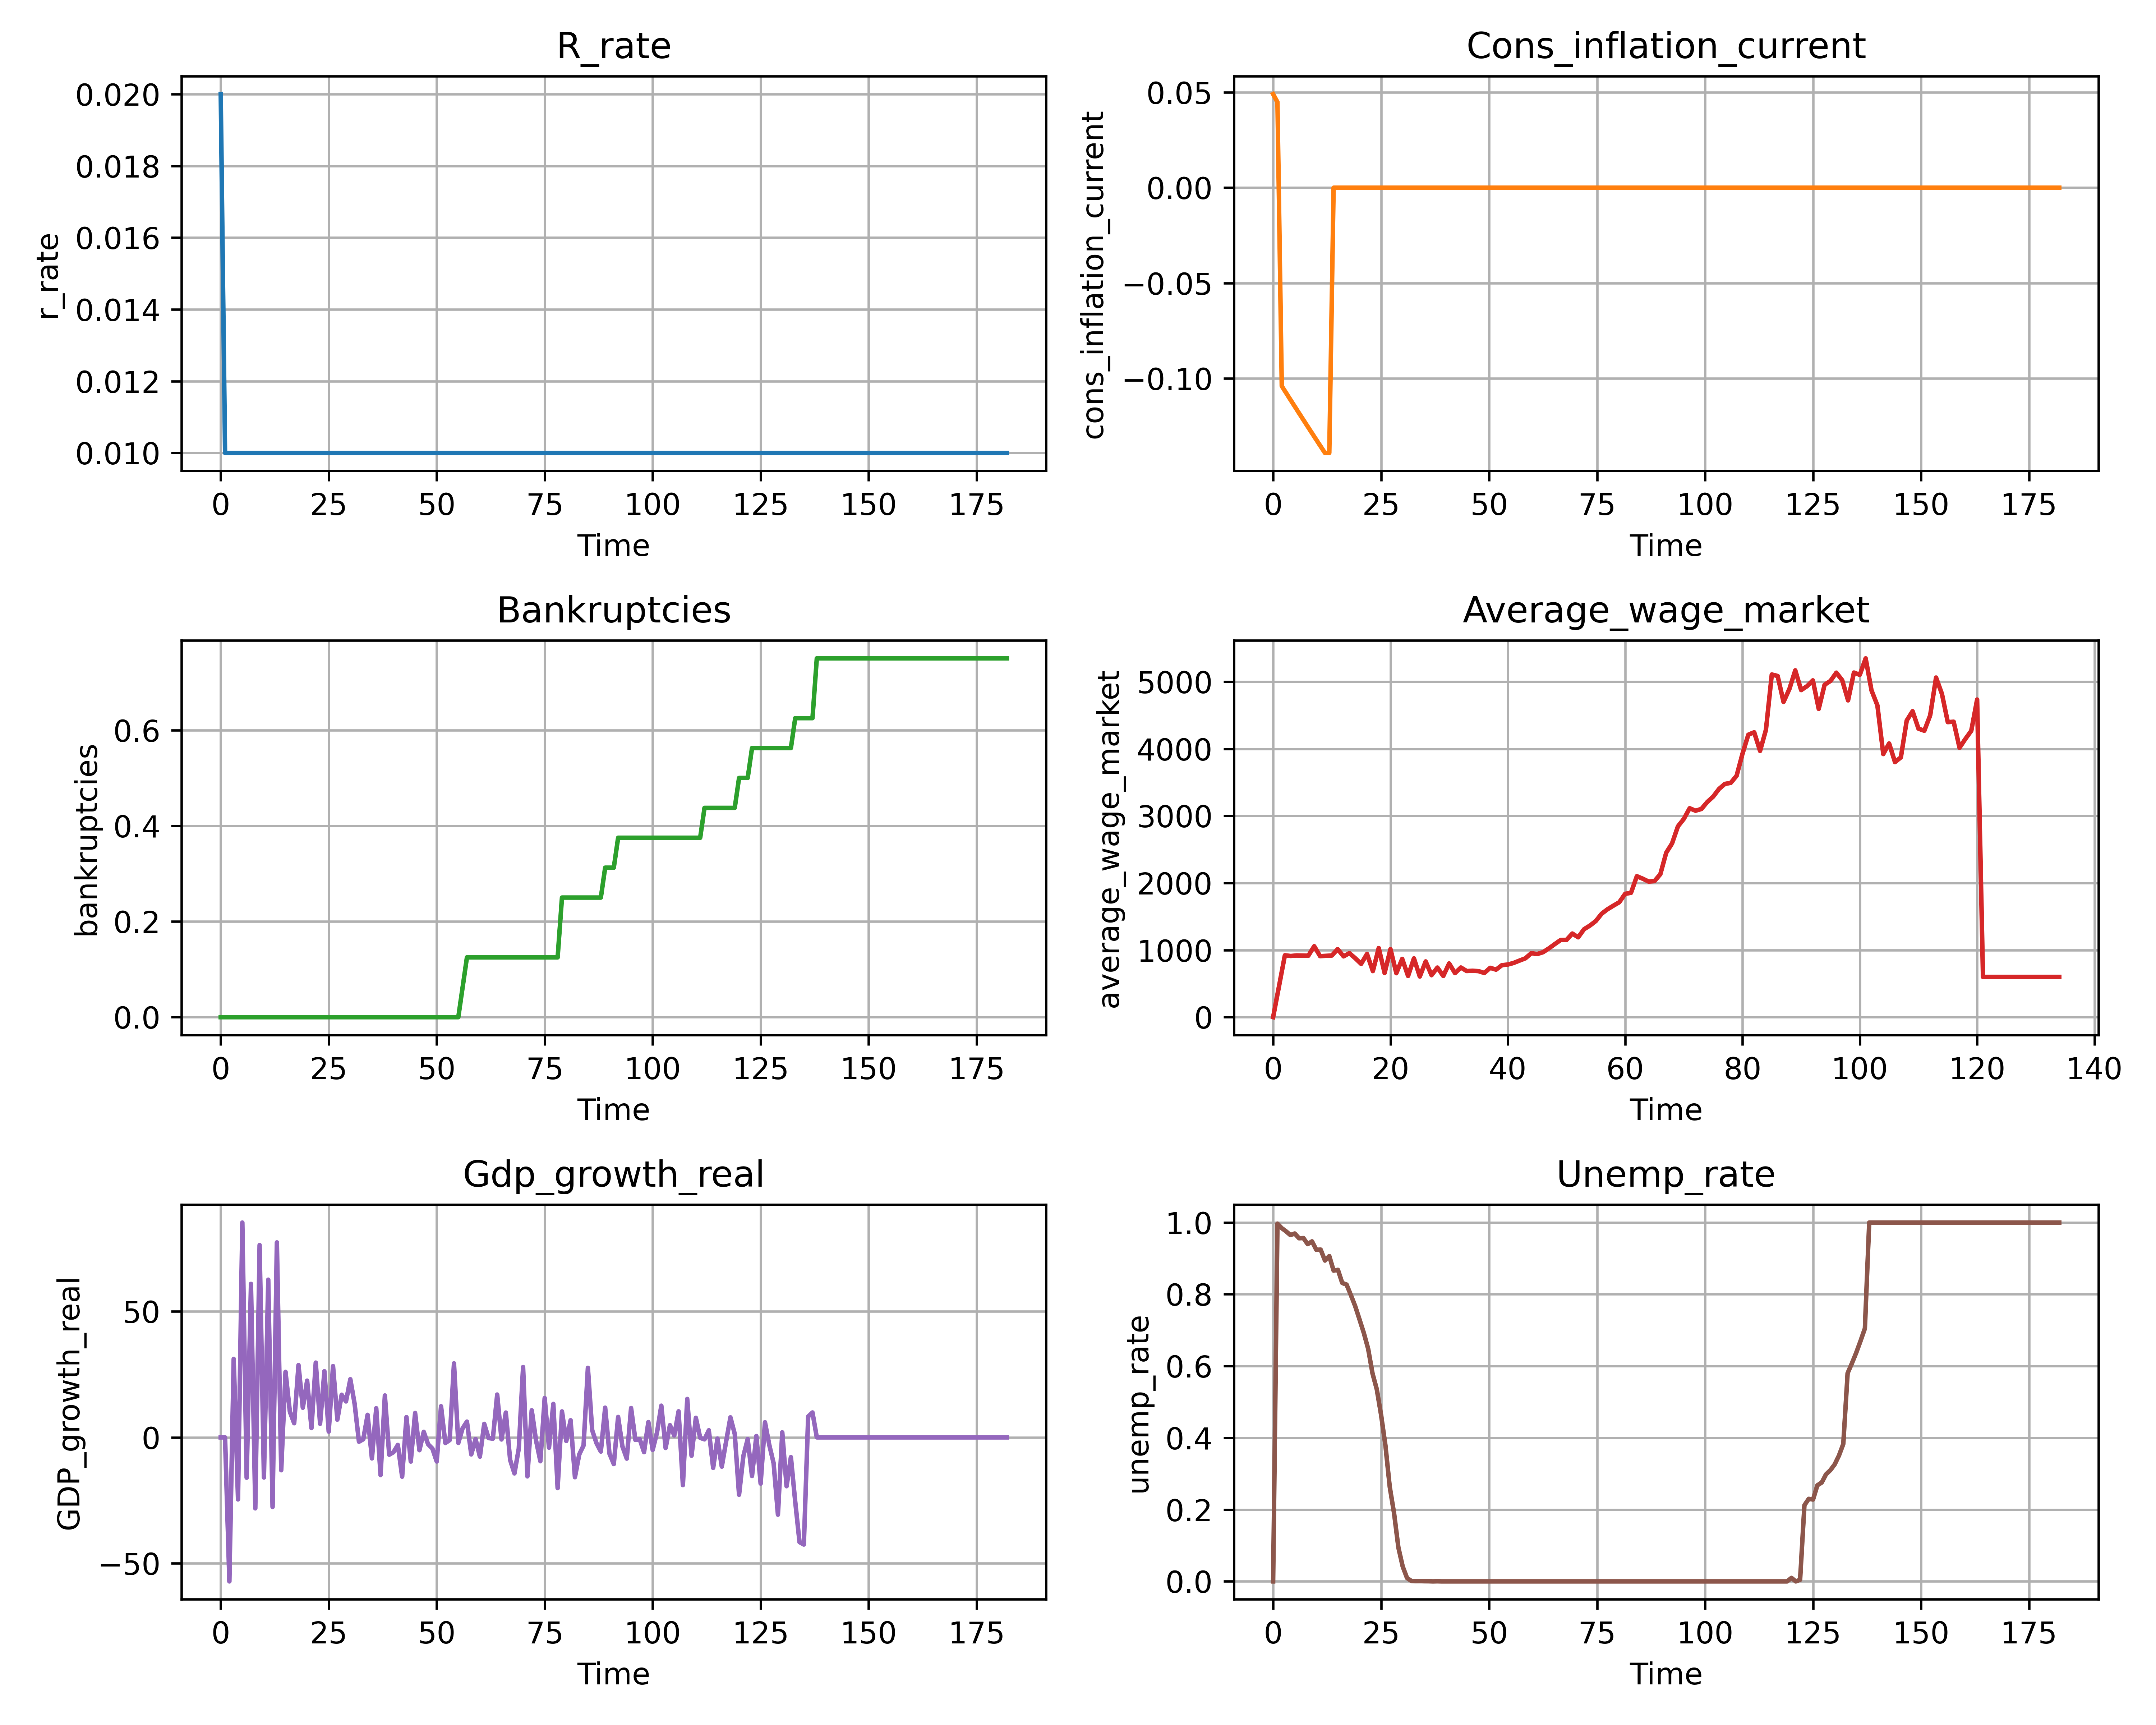 R_rate
r_rate
0.020
0.018
0.016
0.014
0.012
0.010
0 25 50 75 100 125 150 175
Time
Cons_inflation_current
cons_inflation_current
0.05
0.00
−0.05
−0.10
0 25 50 75 100 125 150 175
Time
Bankruptcies
bankruptcies
0.6
0.4
0.2
0.0
0 25 50 75 100 125 150 175
Time
Average_wage_market
average_wage_market
5000
4000
3000
2000
1000
0
0 20 40 60 80 100 120 140
Time
Gdp_growth_real
GDP_growth_real
50
0
−50
0 25 50 75 100 125 150 175
Time
Unemp_rate
unemp_rate
1.0
0.8
0.6
0.4
0.2
0.0
0 25 50 75 100 125 150 175
Time